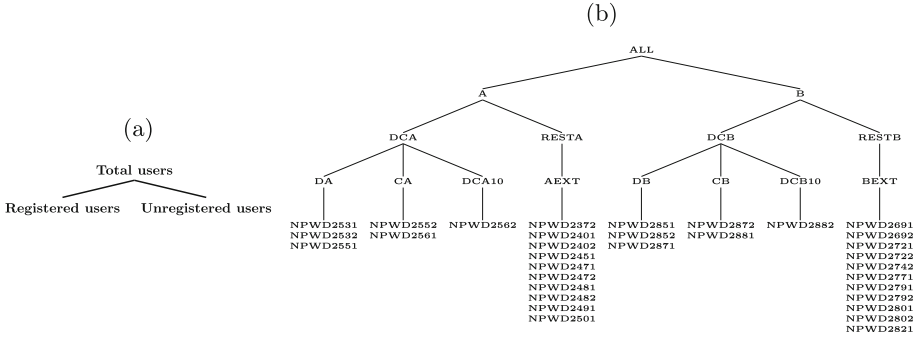 (b)
ALL
A B
(a)
DCA RESTA DCB RESTB
Total users
DA CA DCA10 AEXT DB CB DCB10 BEXT
Registered users Unregistered users
NPWD2531 NPWD2552 NPWD2562 NPWD2372 NPWD2851 NPWD2872 NPWD2882 NPWD2691
NPWD2532 NPWD2561 NPWD2401 NPWD2852 NPWD2881 NPWD2692
NPWD2551 NPWD2402 NPWD2871 NPWD2721
NPWD2451 NPWD2722
NPWD2471 NPWD2742
NPWD2472 NPWD2771
NPWD2481 NPWD2791
NPWD2482 NPWD2792
NPWD2491 NPWD2801
NPWD2501 NPWD2802
NPWD2821